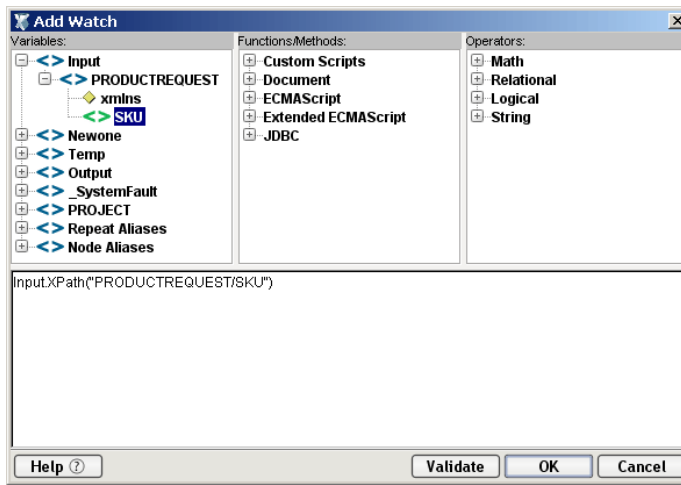 Add Watch
Variables:
Input
PRODUCTREQUEST
xmlns
SKU
Newone
Temp
Output
_SystemFault
PROJECT
Repeat Aliases
Node Aliases
Functions/Methods:
Custom Scripts
Document
ECMAScript
Extended ECMAScript
JDBC
Operators:
Math
Relational
Logical
String
Input.XPath("PRODUCTREQUEST/SKU")
Help ?
Validate
OK
Cancel